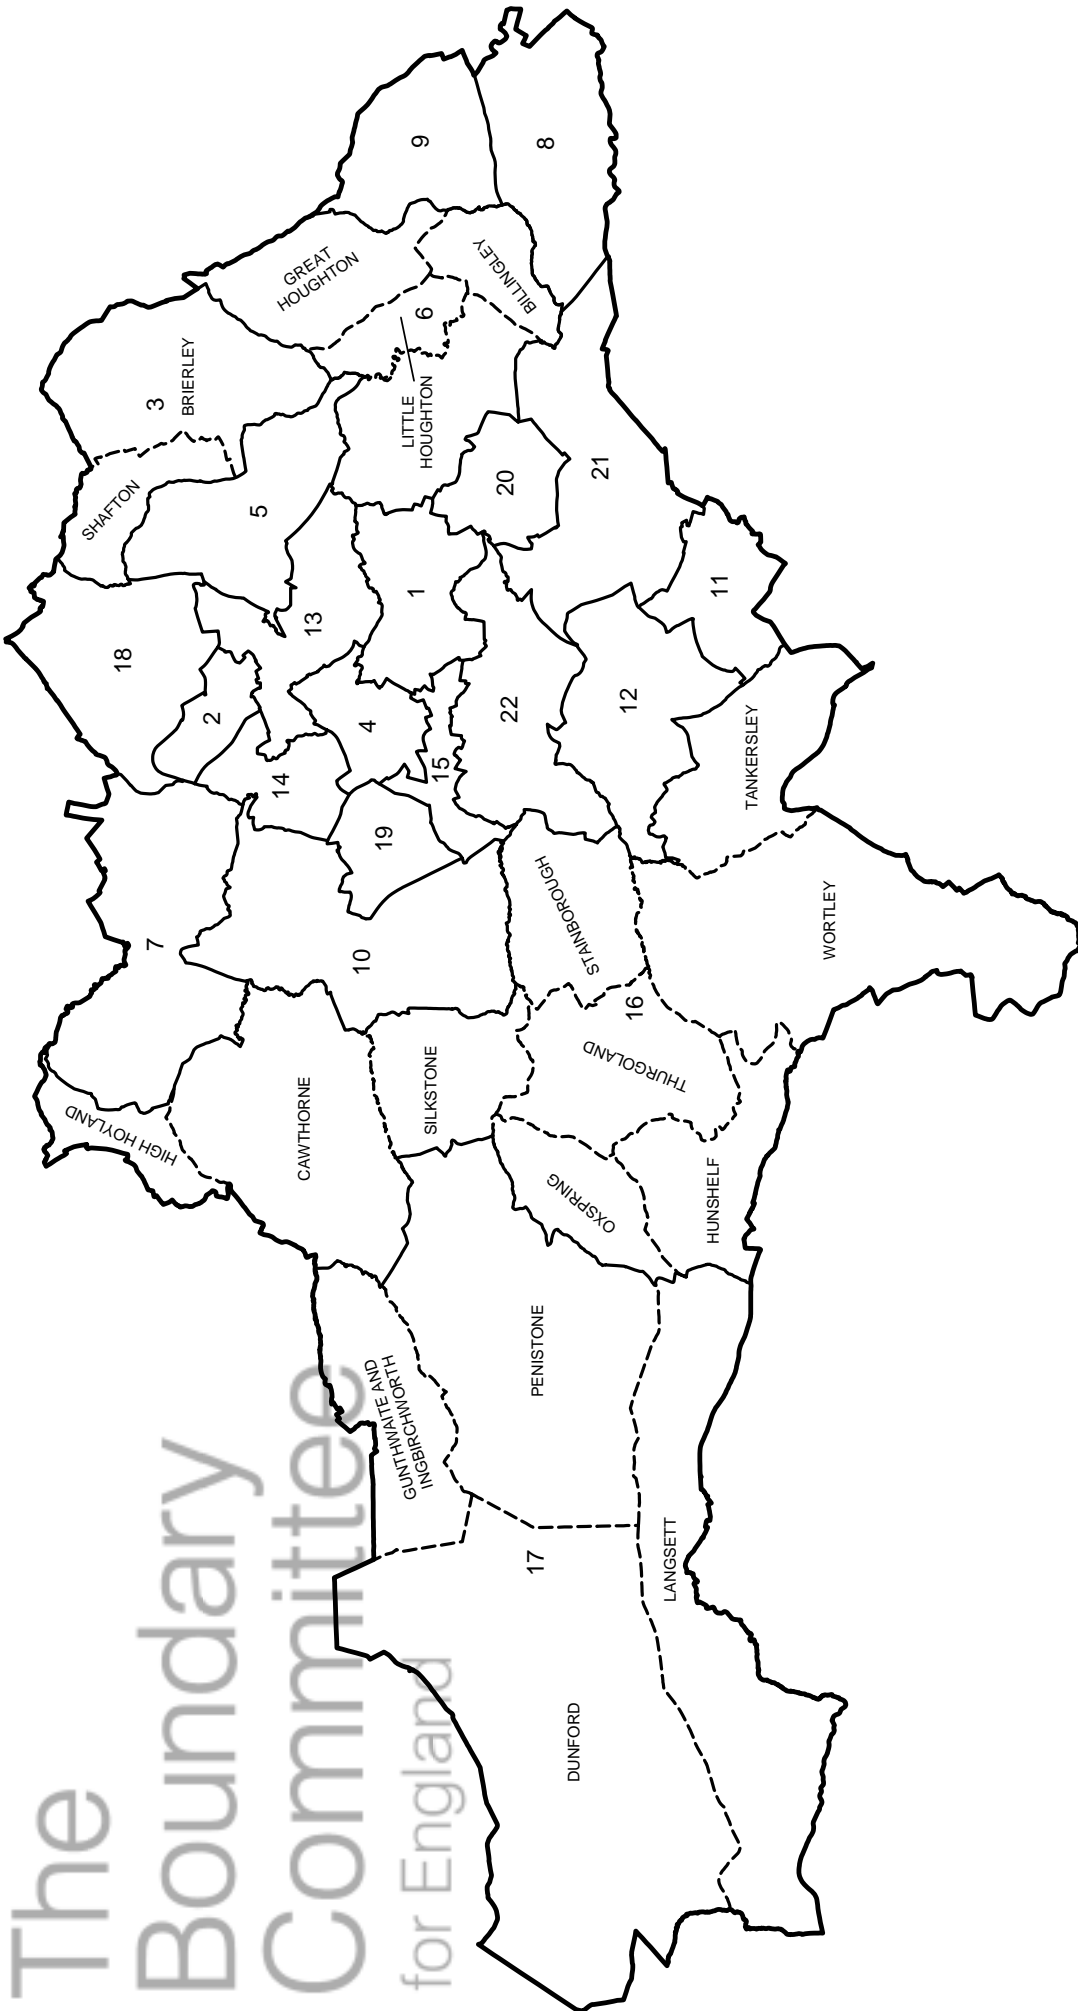 The
Boundary
Committee
for England
HIGH HOYLAND
7
18
SHAFTON
3
BRIERLEY
2
5
CAWTHORNE
10
14
13
GREAT
HOUGHTON
GUNTHWAITE AND
INGBIRCHWORTH
SILKSTONE
19
4
1
LITTLE
HOUGHTON
6
9
15
BILLINGLEY
PENISTONE
17
OXSPRING
STAINBOROUGH
22
20
8
DUNFORD
THURGOLAND
16
12
21
LANGSETT
HUNSHELF
TANKERSLEY
11
WORTLEY